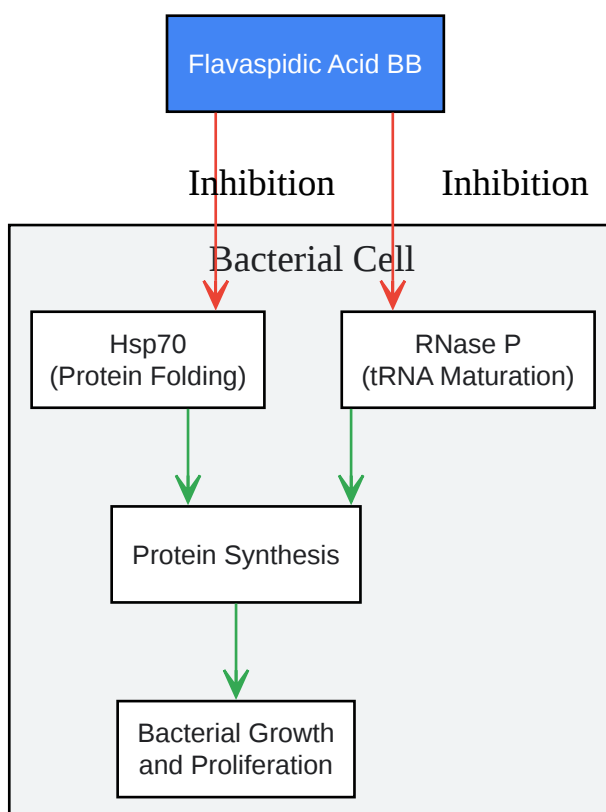 Flavaspidic Acid BB
Inhibition
Inhibition
Bacterial Cell
Hsp70
(Protein Folding)
RNase P
(tRNA Maturation)
Protein Synthesis
Bacterial Growth
and Proliferation